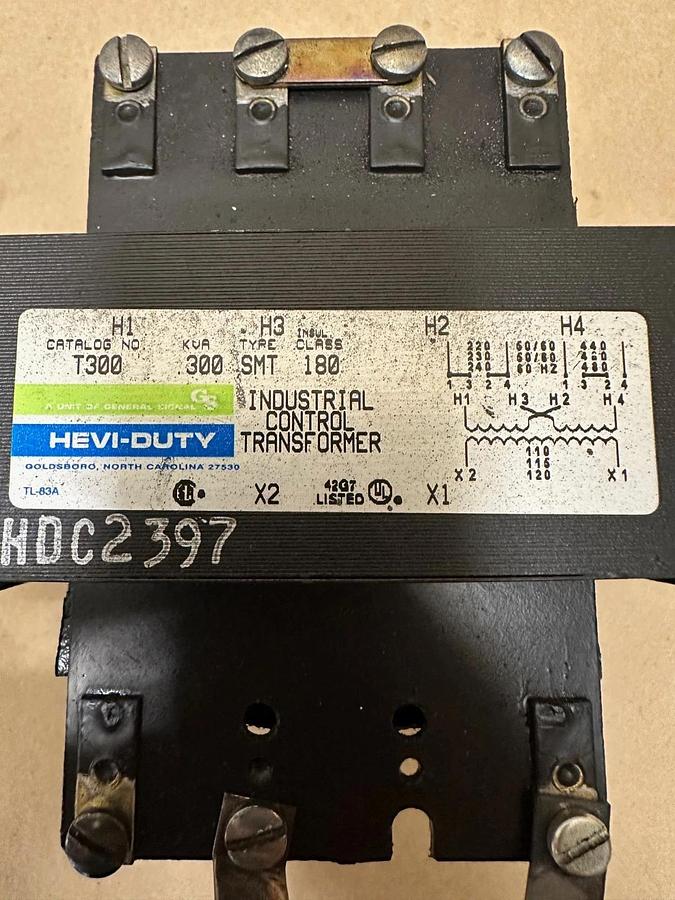 H1 H3 H2 H4
CATALOG NO. KVA TYPE INSUL. CLASS
T300 .300 SMT 180
A UNIT OF GENERAL SIGNAL GS
HEVI-DUTY
GOLDSBORO, NORTH CAROLINA 27530
TL-83A
INDUSTRIAL
CONTROL
TRANSFORMER
X2 42G7 LISTED UL X1
220 50/60 440
230 50/60 460
240 60 HZ 480
1 3 2 4 1 3 2 4
H1 H3 H2 H4
110
115
X2 120 X1
HDC2397